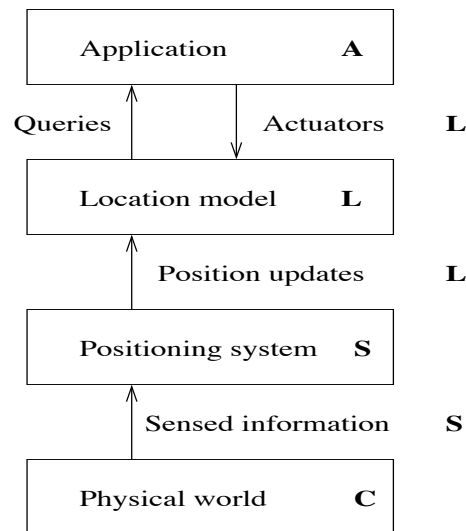 Application A
Queries Actuators L
Location model L
Position updates L
Positioning system S
Sensed information S
Physical world C